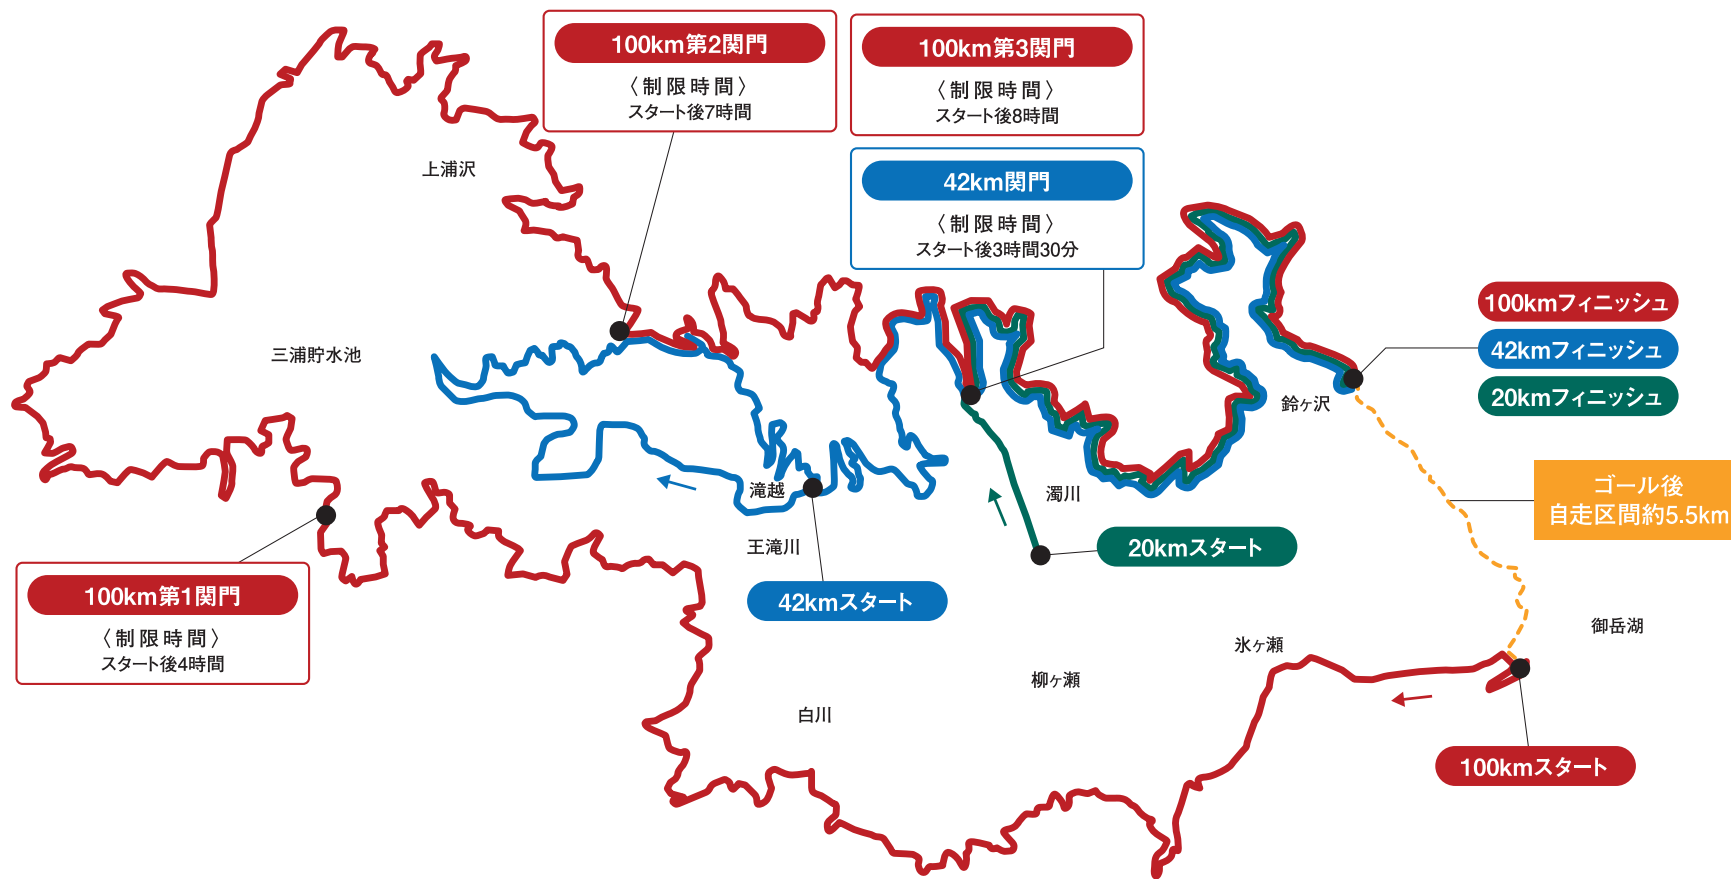 100km第2関門
〈制限時間〉
スタート後7時間
100km第3関門
〈制限時間〉
スタート後8時間
42km関門
〈制限時間〉
スタート後3時間30分
上浦沢
三浦貯水池
100kmフィニッシュ
42kmフィニッシュ
20kmフィニッシュ
鈴ヶ沢
滝越
濁川
ゴール後
自走区間約5.5km
王滝川
20kmスタート
100km第1関門
〈制限時間〉
スタート後4時間
42kmスタート
御岳湖
氷ヶ瀬
柳ヶ瀬
白川
100kmスタート